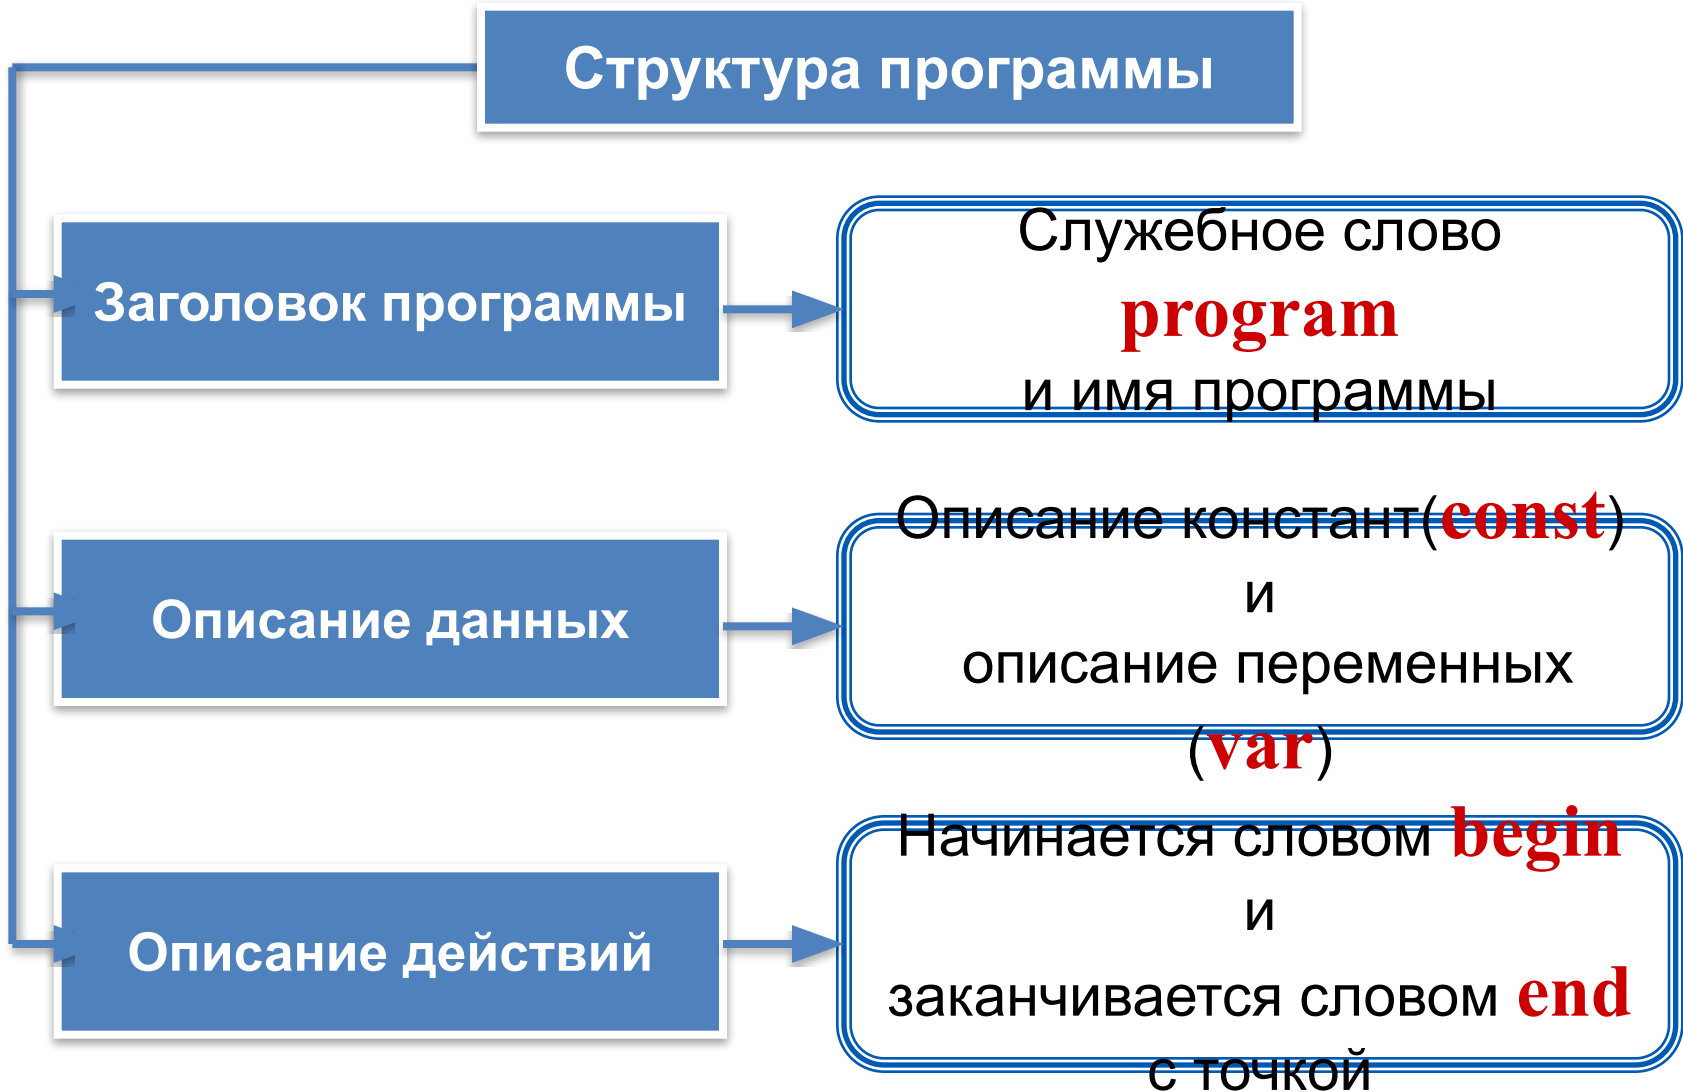 Структура программы
Заголовок программы
Служебное слово
program
и имя программы
Описание данных
Описание констант(const)
и
описание переменных
(var)
Описание действий
Начинается словом begin
и
заканчивается словом end
с точкой